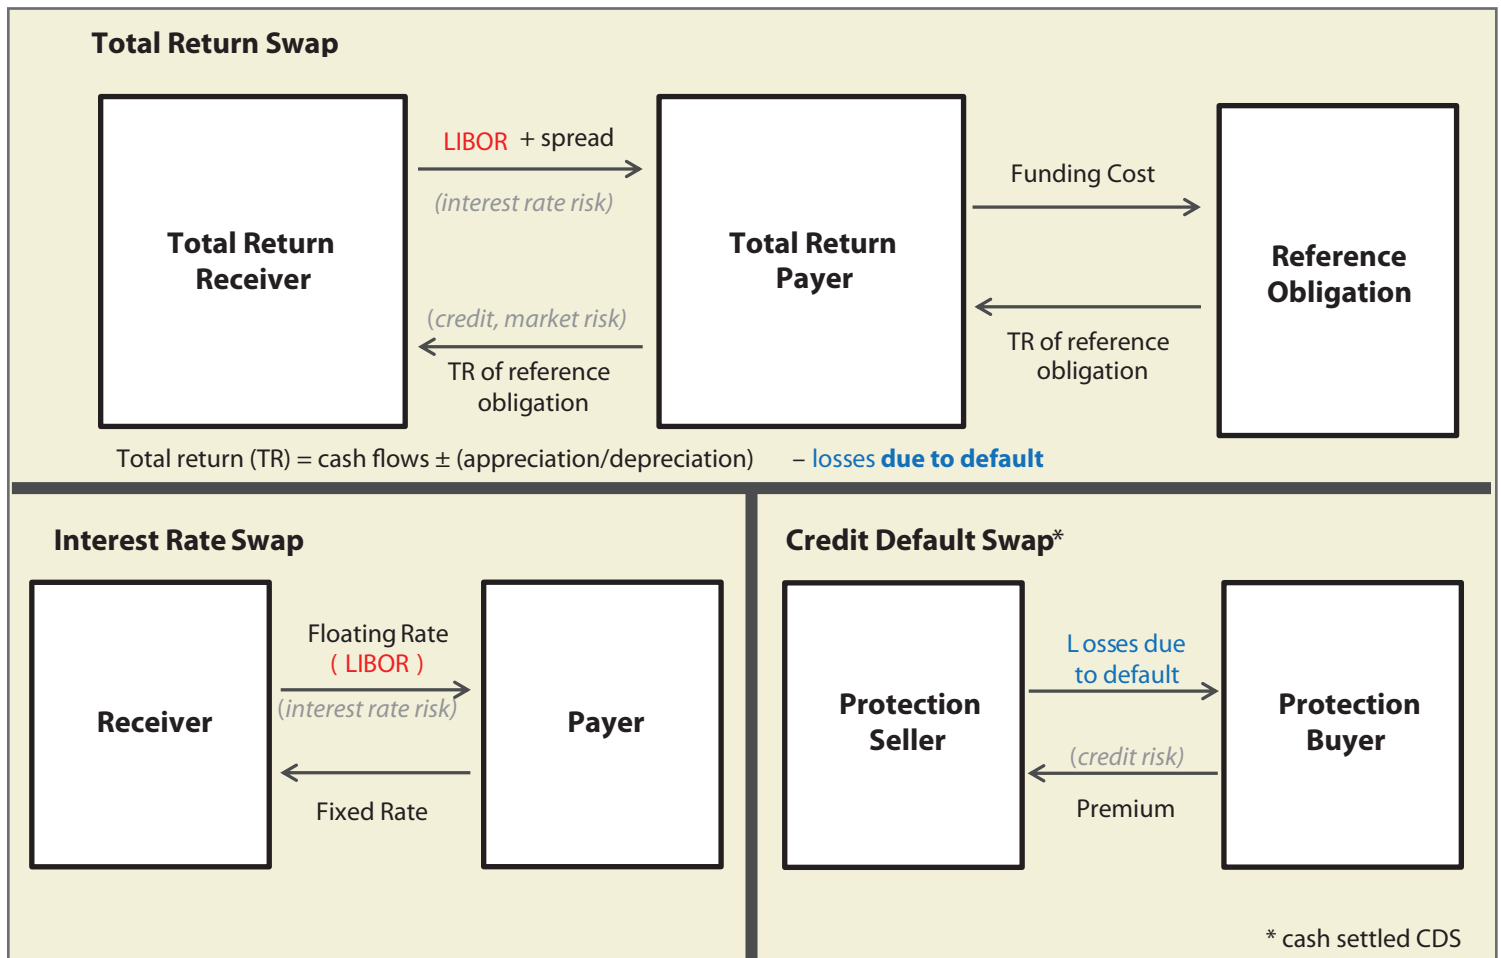 Total Return Swap
Total Return
Receiver
LIBOR + spread
(interest rate risk)
(credit, market risk)
TR of reference
obligation
Total Return
Payer
Funding Cost
TR of reference
obligation
Reference
Obligation
Total return (TR) = cash flows ± (appreciation/depreciation) – losses due to default
Interest Rate Swap
Receiver
Floating Rate
( LIBOR )
(interest rate risk)
Fixed Rate
Payer
Credit Default Swap*
Protection
Seller
Losses due
to default
(credit risk)
Premium
Protection
Buyer
* cash settled CDS